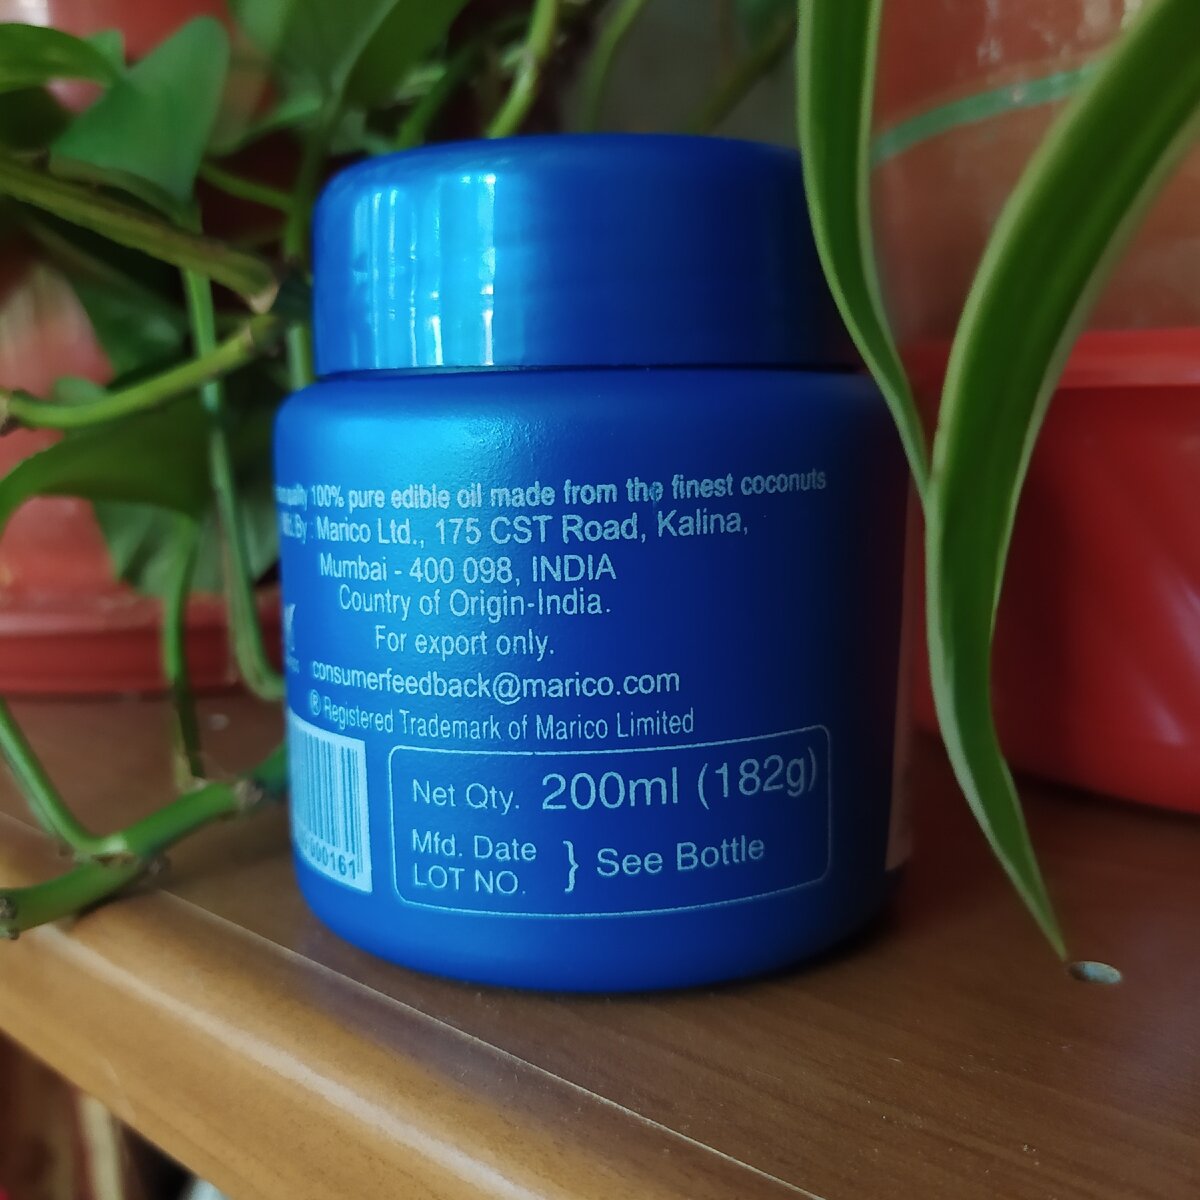 100% pure edible oil made from the finest coconuts
By : Marico Ltd., 175 CST Road, Kalina,
Mumbai - 400 098, INDIA
Country of Origin-India.
For export only.
consumerfeedback@marico.com
® Registered Trademark of Marico Limited
Net Qty. 200ml (182g)
Mfd. Date
LOT NO.
} See Bottle
000161